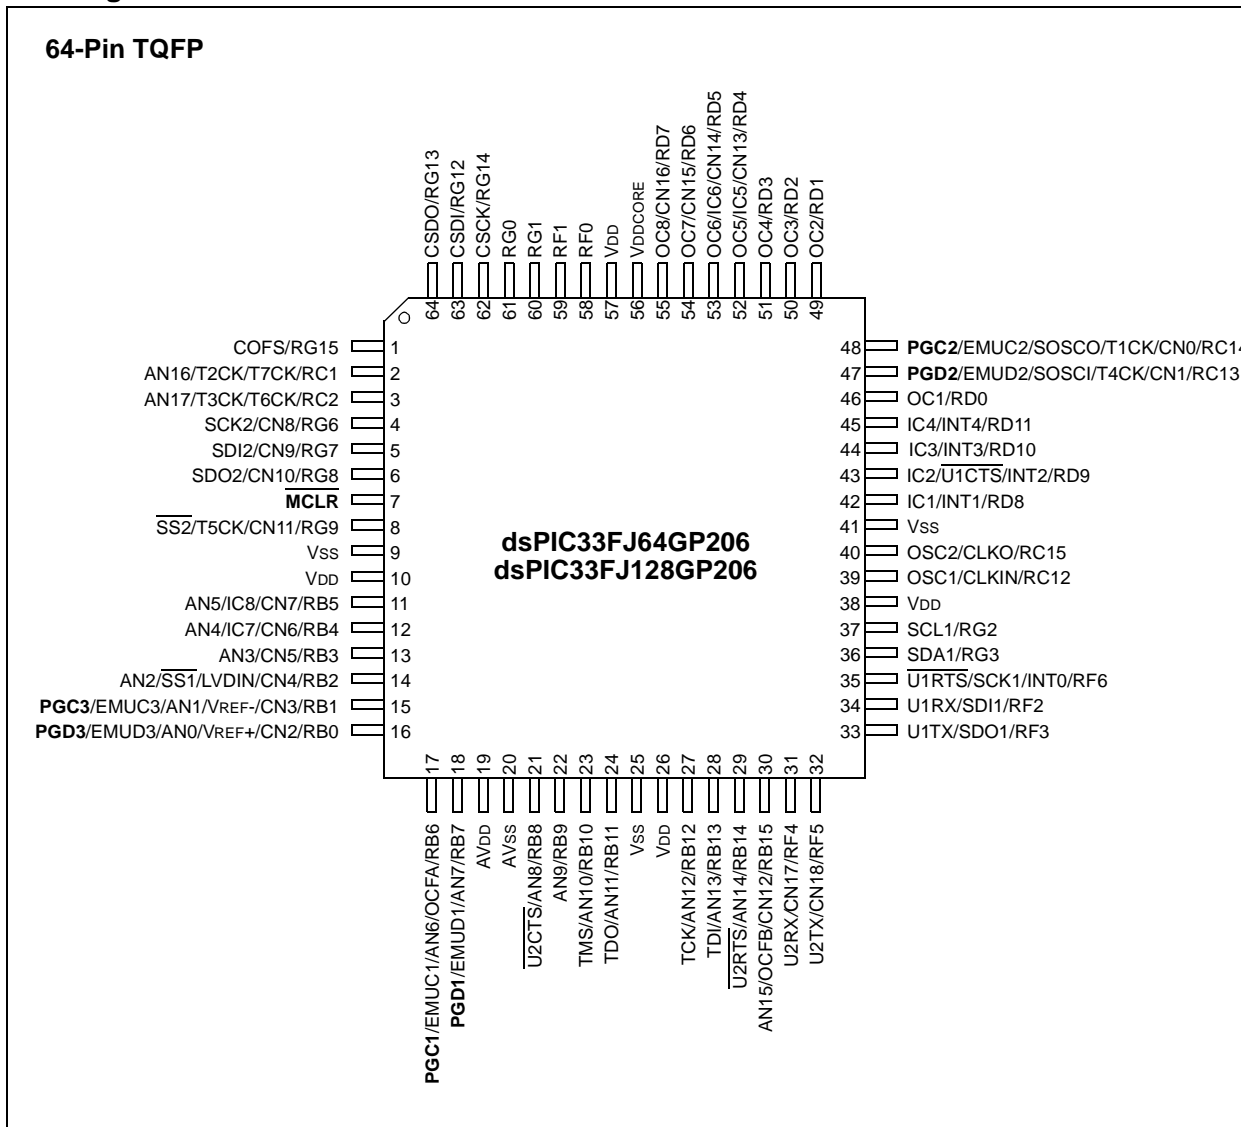 64-Pin TQFP
CSDO/RG13
CSDI/RG12
CSCK/RG14
RG0
RG1
RF1
RF0
VDD
VDDCORE
OC8/CN16/RD7
OC7/CN15/RD6
OC6/IC6/CN14/RD5
OC5/IC5/CN13/RD4
OC4/RD3
OC3/RD2
OC2/RD1
64 63 62 61 60 59 58 57 56 55 54 53 52 51 50 49
COFS/RG15 1
AN16/T2CK/T7CK/RC1 2
AN17/T3CK/T6CK/RC2 3
SCK2/CN8/RG6 4
SDI2/CN9/RG7 5
SDO2/CN10/RG8 6
MCLR 7
SS2/T5CK/CN11/RG9 8
VSS 9
VDD 10
AN5/IC8/CN7/RB5 11
AN4/IC7/CN6/RB4 12
AN3/CN5/RB3 13
AN2/SS1/LVDIN/CN4/RB2 14
PGC3/EMUC3/AN1/VREF-/CN3/RB1 15
PGD3/EMUD3/AN0/VREF+/CN2/RB0 16
dsPIC33FJ64GP206
dsPIC33FJ128GP206
48 PGC2/EMUC2/SOSCO/T1CK/CN0/RC14
47 PGD2/EMUD2/SOSCI/T4CK/CN1/RC13
46 OC1/RD0
45 IC4/INT4/RD11
44 IC3/INT3/RD10
43 IC2/U1CTS/INT2/RD9
42 IC1/INT1/RD8
41 VSS
40 OSC2/CLKO/RC15
39 OSC1/CLKIN/RC12
38 VDD
37 SCL1/RG2
36 SDA1/RG3
35 U1RTS/SCK1/INT0/RF6
34 U1RX/SDI1/RF2
33 U1TX/SDO1/RF3
17 18 19 20 21 22 23 24 25 26 27 28 29 30 31 32
PGC1/EMUC1/AN6/OCFA/RB6
PGD1/EMUD1/AN7/RB7
AVDD
AVSS
U2CTS/AN8/RB8
AN9/RB9
TMS/AN10/RB10
TDO/AN11/RB11
VSS
VDD
TCK/AN12/RB12
TDI/AN13/RB13
U2RTS/AN14/RB14
AN15/OCFB/CN12/RB15
U2RX/CN17/RF4
U2TX/CN18/RF5